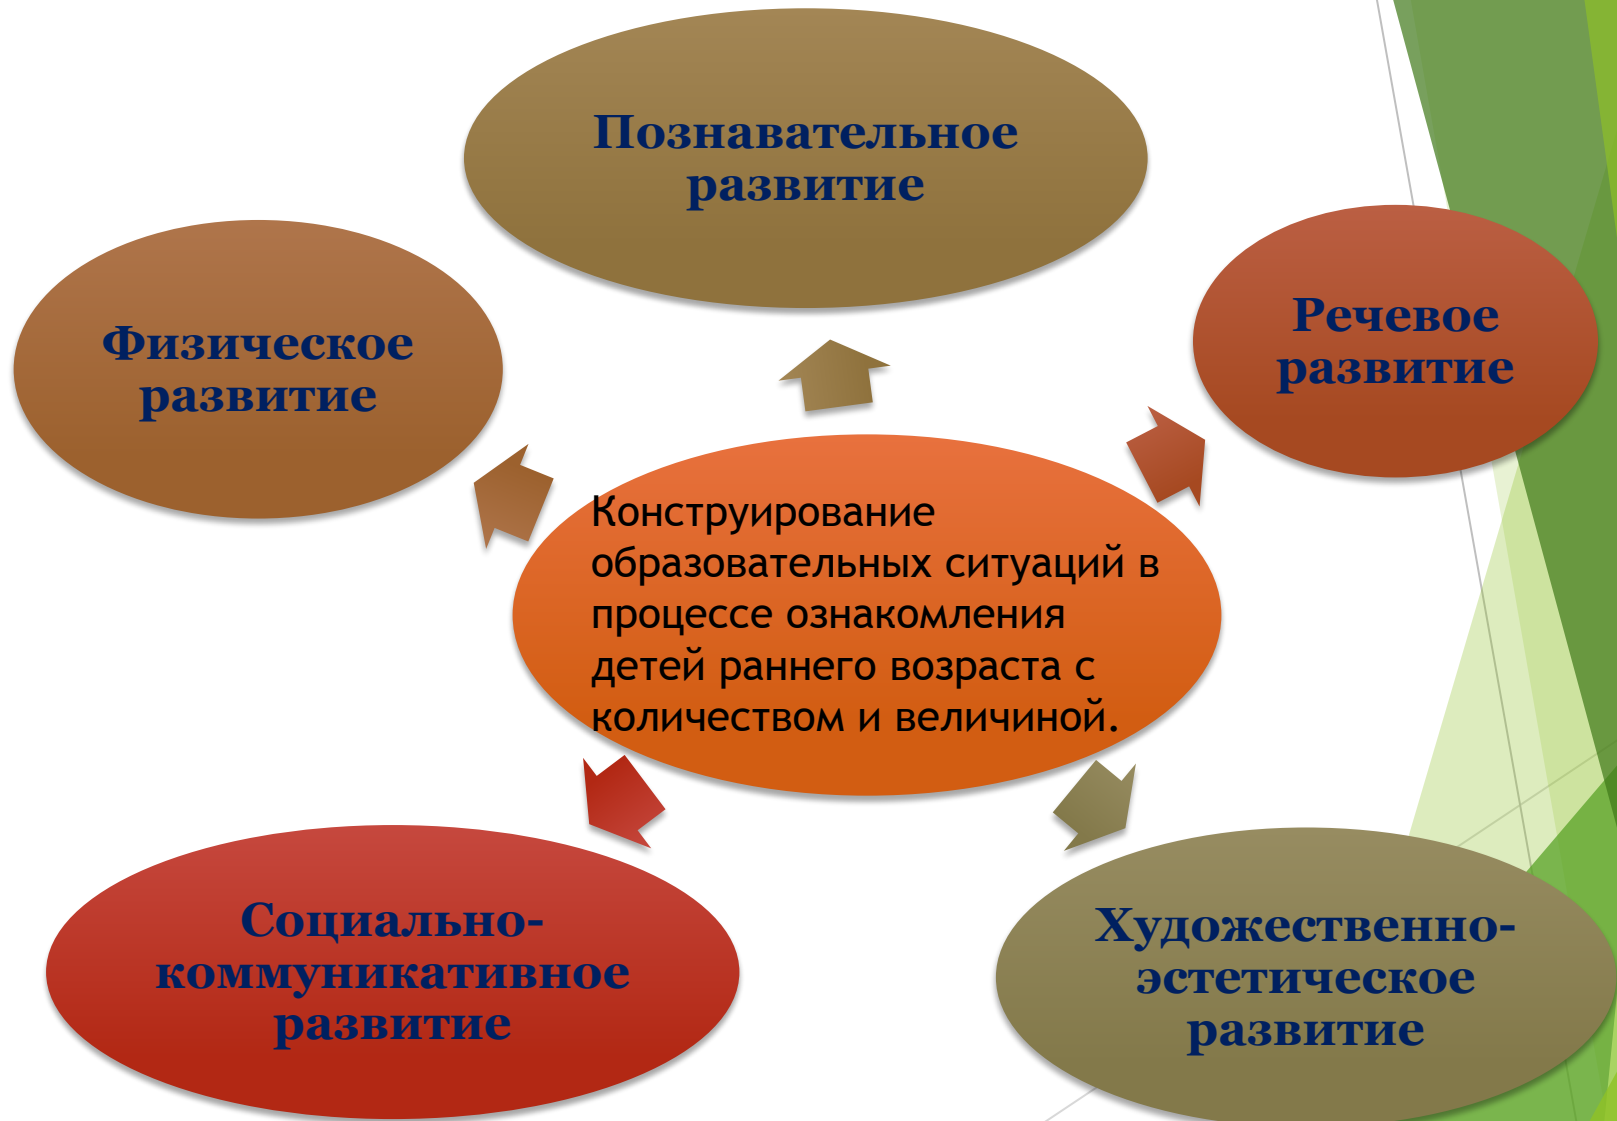 Познавательное
развитие
Физическое
развитие
Речевое
развитие
Конструирование
образовательных ситуаций в
процессе ознакомления
детей раннего возраста с
количеством и величиной.
Социально-
коммуникативное
развитие
Художественно-
эстетическое
развитие